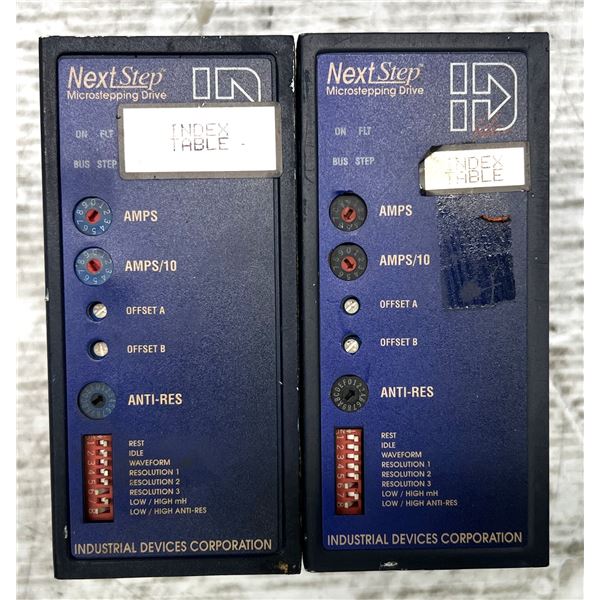 NextStep™
Microstepping Drive
INDEX
TABLE -
ON FLT
BUS STEP
AMPS
AMPS/10
OFFSET A
OFFSET B
ANTI-RES
REST
IDLE
WAVEFORM
RESOLUTION 1
RESOLUTION 2
RESOLUTION 3
LOW / HIGH mH
LOW / HIGH ANTI-RES
INDUSTRIAL DEVICES CORPORATION
NextStep™
Microstepping Drive
ON FLT
BUS STEP
INDEX
TABLE
AMPS
AMPS/10
OFFSET A
OFFSET B
ANTI-RES
REST
IDLE
WAVEFORM
RESOLUTION 1
RESOLUTION 2
RESOLUTION 3
LOW / HIGH mH
LOW / HIGH ANTI-RES
INDUSTRIAL DEVICES CORPORATION